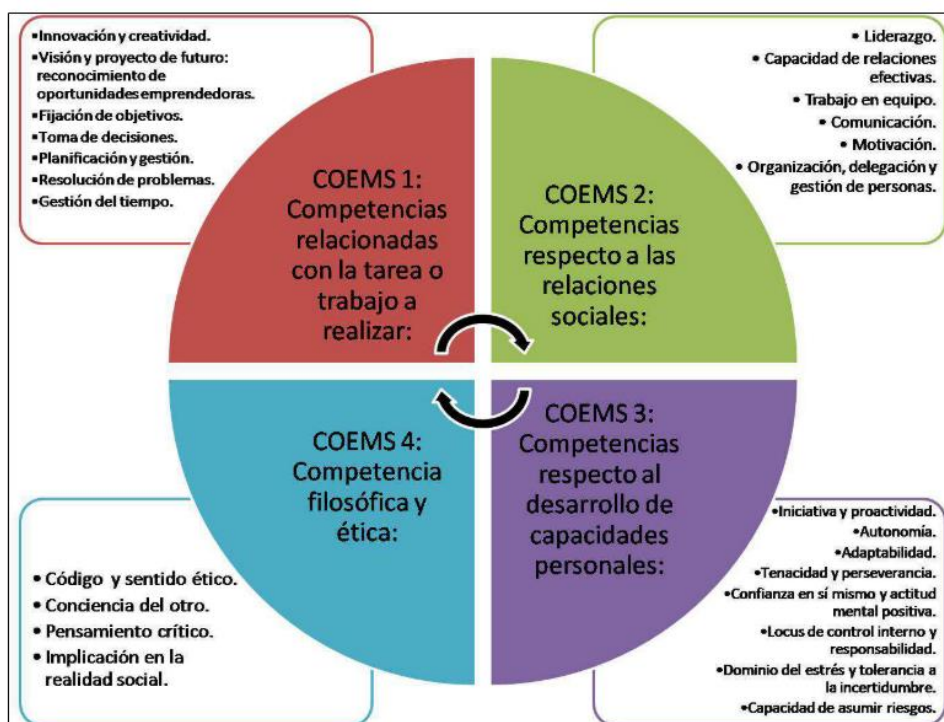 ▪Innovación y creatividad.
▪Visión y proyecto de futuro:
reconocimiento de
oportunidades emprendedoras.
▪Fijación de objetivos.
▪Toma de decisiones.
▪Planificación y gestión.
▪Resolución de problemas.
▪Gestión del tiempo.
COEMS 1:
Competencias
relacionadas
con la tarea o
trabajo a
realizar:
• Liderazgo.
• Capacidad de relaciones
efectivas.
• Trabajo en equipo.
• Comunicación.
• Motivación.
• Organización, delegación y
gestión de personas.
COEMS 2:
Competencias
respecto a las
relaciones
sociales:
COEMS 4:
Competencia
filosófica y
ética:
• Código y sentido ético.
• Conciencia del otro.
• Pensamiento crítico.
• Implicación en la
realidad social.
COEMS 3:
Competencias
respecto al
desarrollo de
capacidades
personales:
•Iniciativa y proactividad.
•Autonomía.
•Adaptabilidad.
•Tenacidad y perseverancia.
•Confianza en sí mismo y actitud
mental positiva.
•Locus de control interno y
responsabilidad.
•Dominio del estrés y tolerancia a
la incertidumbre.
•Capacidad de asumir riesgos.